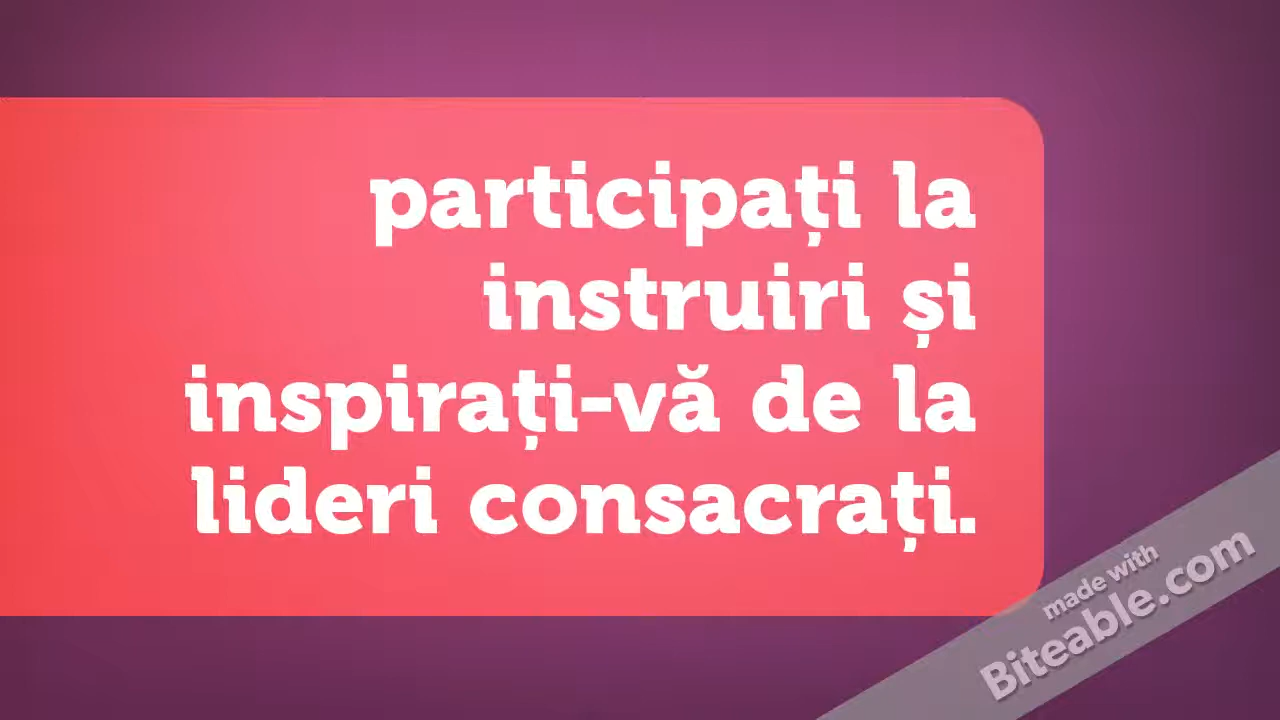 participați la
instruiri și
inspirați-vă de la
lideri consacrați.
made with
Biteable.com